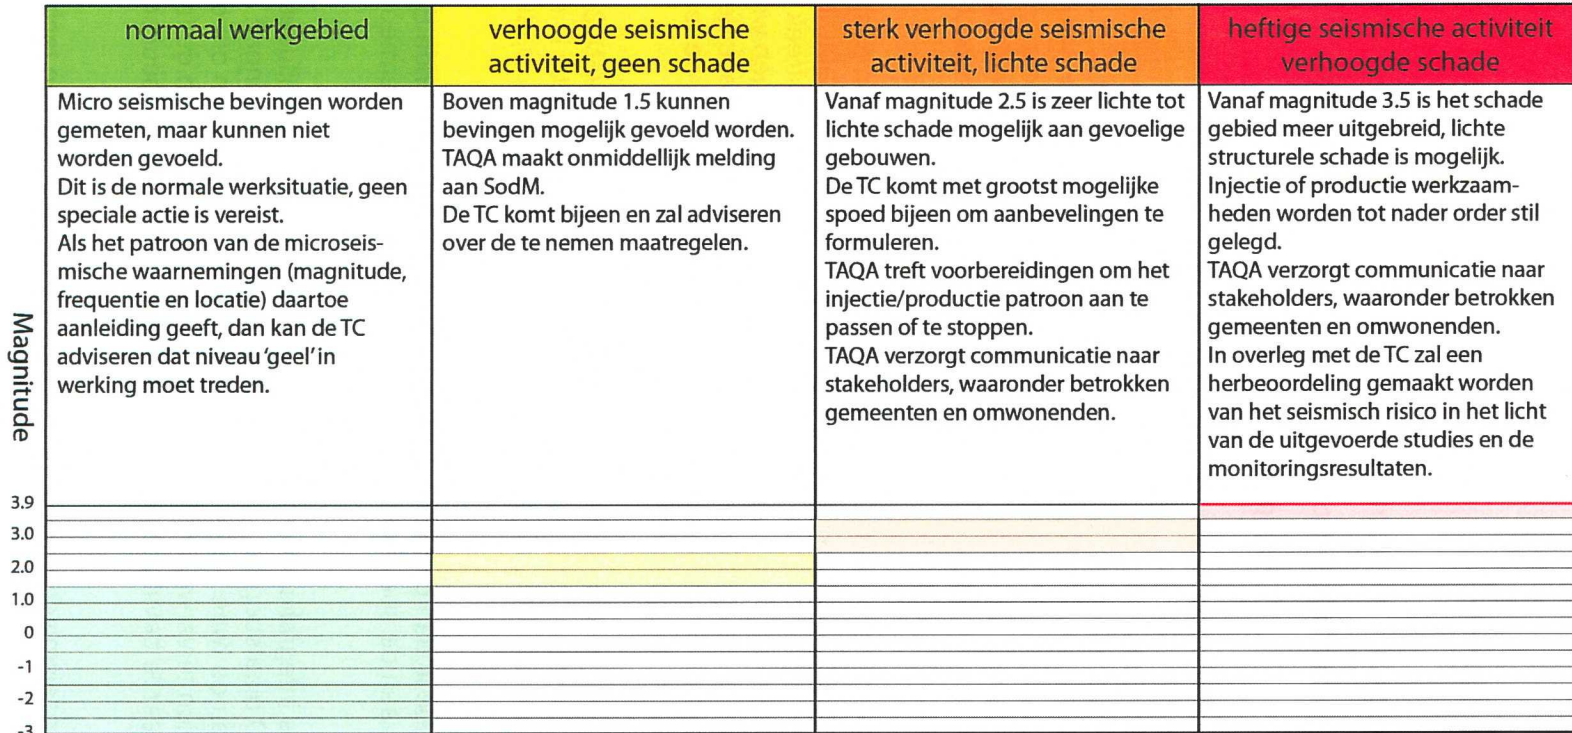 normaal werkgebied
verhoogde seismische
activiteit, geen schade
sterk verhoogde seismische
activiteit, lichte schade
heftige seismische activiteit
verhoogde schade
Micro seismische bevingen worden
gemeten, maar kunnen niet
worden gevoeld.
Dit is de normale werksituatie, geen
speciale actie is vereist.
Als het patroon van de microseis-
mische waarnemingen (magnitude,
frequentie en locatie) daartoe
aanleiding geeft, dan kan de TC
adviseren dat niveau 'geel' in
werking moet treden.
Boven magnitude 1.5 kunnen
bevingen mogelijk gevoeld worden.
TAQA maakt onmiddellijk melding
aan SodM.
De TC komt bijeen en zal adviseren
over de te nemen maatregelen.
Vanaf magnitude 2.5 is zeer lichte tot
lichte schade mogelijk aan gevoelige
gebouwen.
De TC komt met grootst mogelijke
spoed bijeen om aanbevelingen te
formuleren.
TAQA treft voorbereidingen om het
injectie/productie patroon aan te
passen of te stoppen.
TAQA verzorgt communicatie naar
stakeholders, waaronder betrokken
gemeenten en omwonenden.
Vanaf magnitude 3.5 is het schade
gebied meer uitgebreid, lichte
structurele schade is mogelijk.
Injectie of productie werkzaam-
heden worden tot nader order stil
gelegd.
TAQA verzorgt communicatie naar
stakeholders, waaronder betrokken
gemeenten en omwonenden.
In overleg met de TC zal een
herbeoordeling gemaakt worden
van het seismisch risico in het licht
van de uitgevoerde studies en de
monitoringsresultaten.
Magnitude
3.9
3.0
2.0
1.0
0
-1
-2
-3